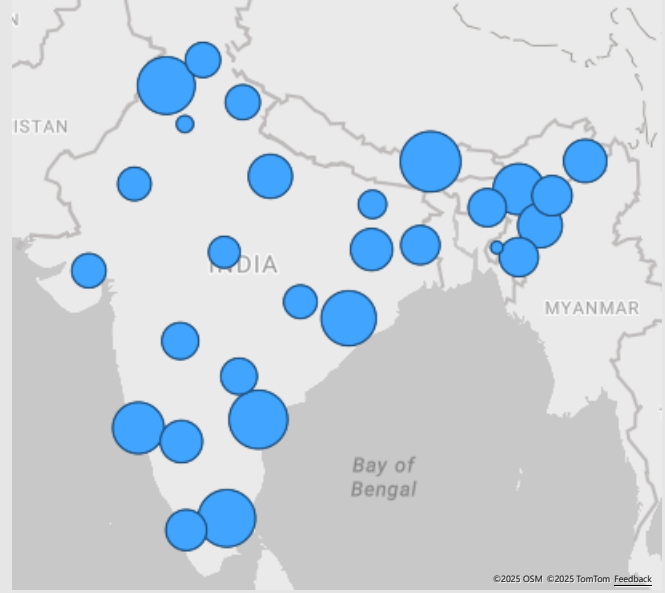 N
ISTAN
INDIA
MYANMAR
Bay of
Bengal
©2025 OSM ©2025 TomTom Feedback